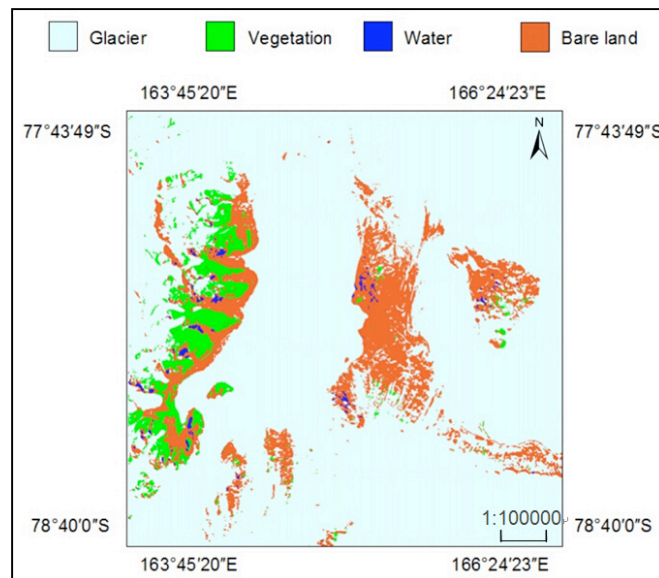 Glacier Vegetation Water Bare land
163°45′20″E 166°24′23″E
77°43′49″S 77°43′49″S
N
1:100000
78°40′0″S 78°40′0″S
163°45′20″E 166°24′23″E